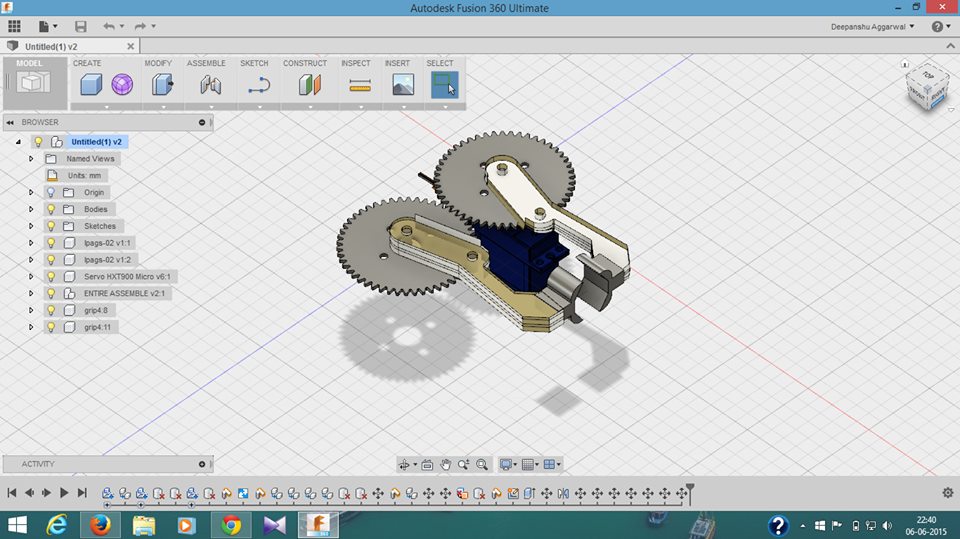 Autodesk Fusion 360 Ultimate
Deepanshu Aggarwal
Untitled(1) v2
MODEL
CREATE
MODIFY
ASSEMBLE
SKETCH
CONSTRUCT
INSPECT
INSERT
SELECT
TOP
BROWSER
Untitled(1) v2
Named Views
Units: mm
Origin
Bodies
Sketches
lpags-02 v1:1
lpags-02 v1:2
Servo HXT900 Micro v6:1
ENTIRE ASSEMBLE v2:1
grip4:8
grip4:11
ACTIVITY
22:40
06-06-2015